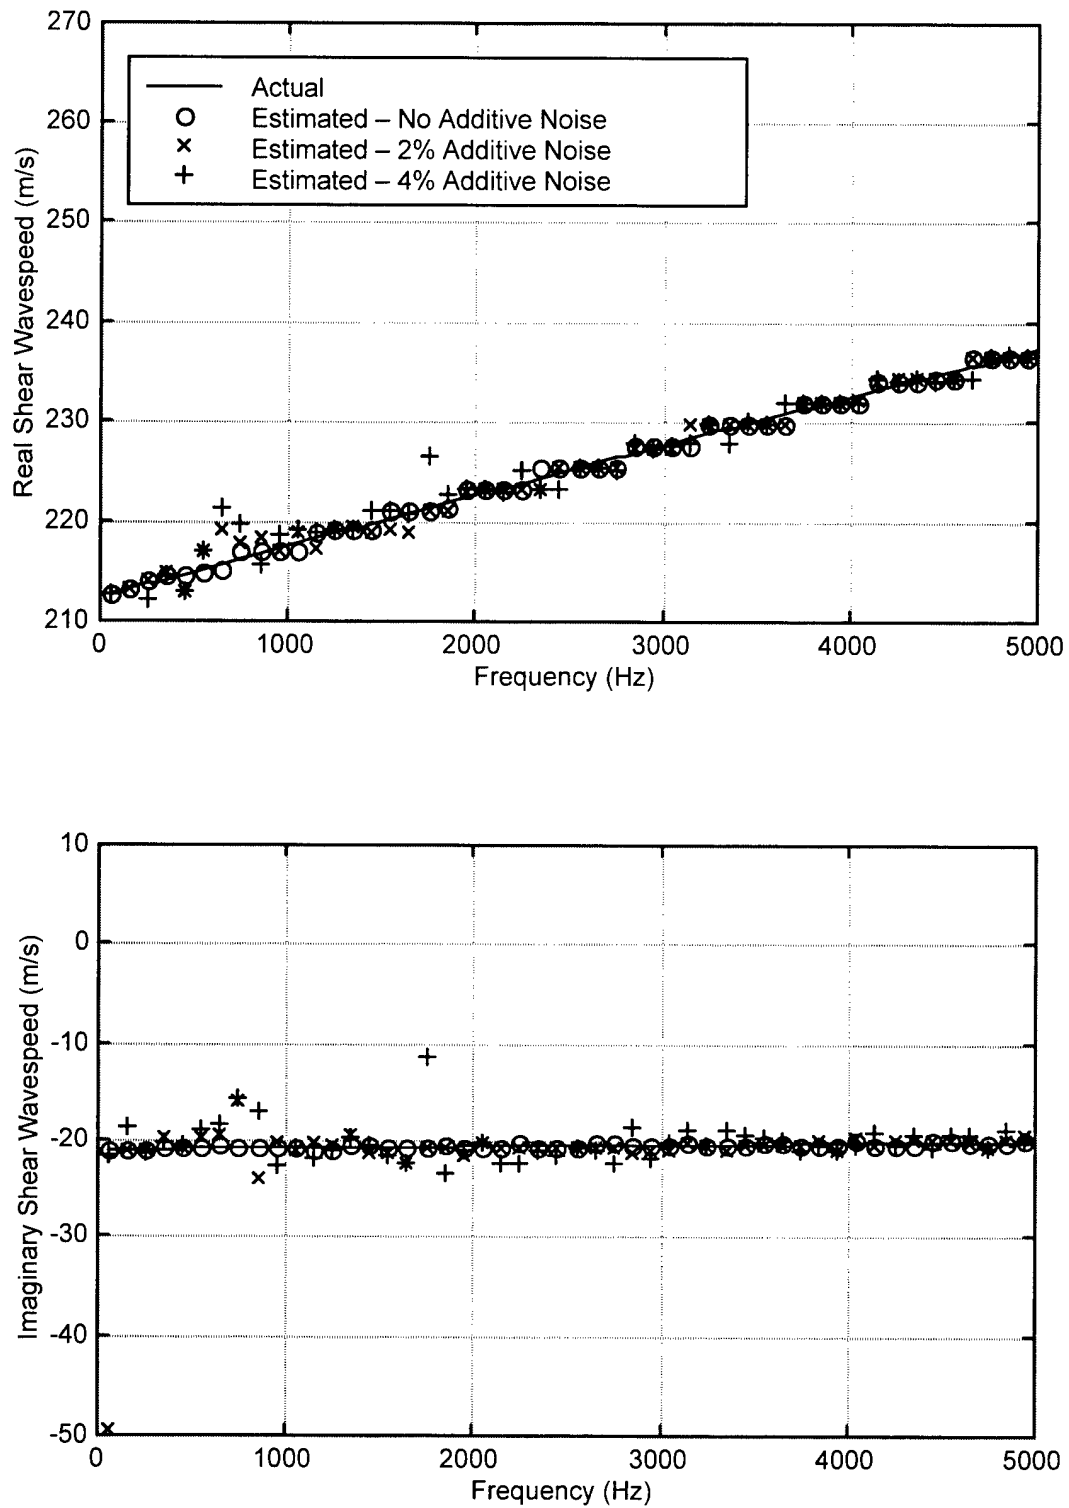 270
260
250
240
230
220
210
Real Shear Wavespeed (m/s)
Actual
Estimated – No Additive Noise
Estimated – 2% Additive Noise
Estimated – 4% Additive Noise
0 1000 2000 3000 4000 5000
Frequency (Hz)
10
0
-10
-20
-30
-40
-50
Imaginary Shear Wavespeed (m/s)
0 1000 2000 3000 4000 5000
Frequency (Hz)